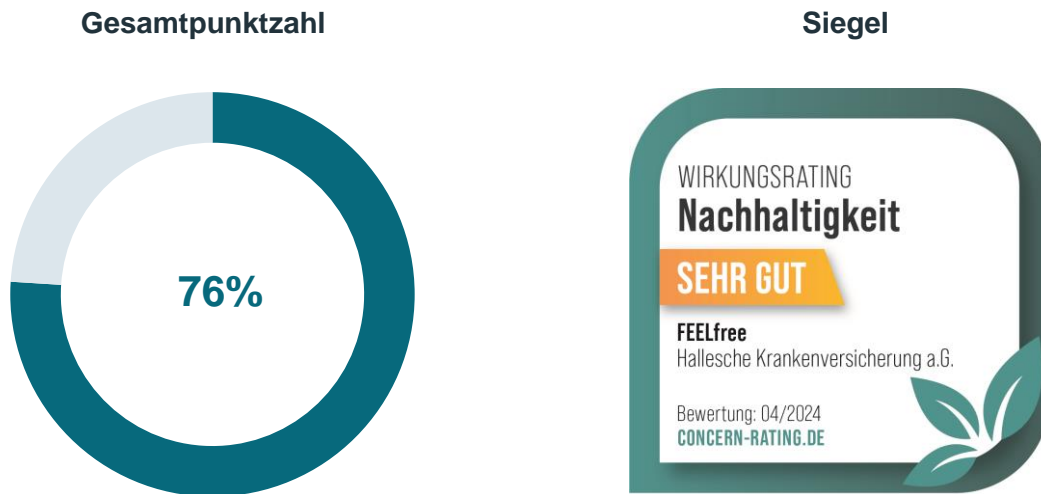 Gesamtpunktzahl
Siegel
76%
WIRKUNGSRATING
Nachhaltigkeit
SEHR GUT
FEELfree
Hallesche Krankenversicherung a.G.
Bewertung: 04/2024
CONCERN-RATING.DE